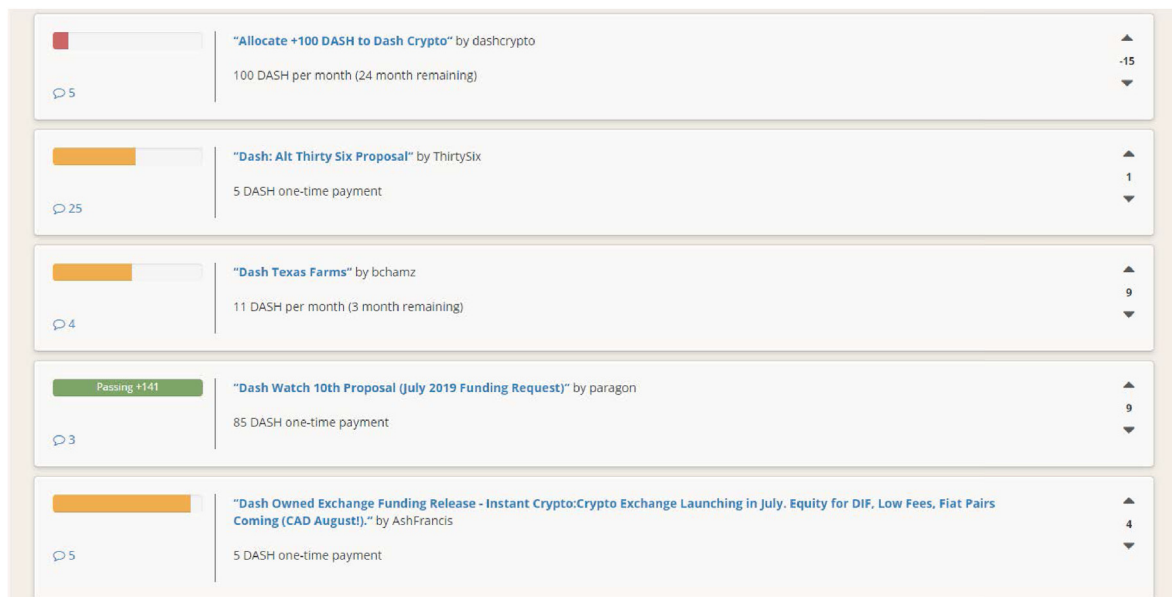 "Allocate +100 DASH to Dash Crypto" by dashcrypto
-15
100 DASH per month (24 month remaining)
5
"Dash: Alt Thirty Six Proposal" by ThirtySix
1
5 DASH one-time payment
25
"Dash Texas Farms" by bchamz
9
11 DASH per month (3 month remaining)
4
Passing +141
"Dash Watch 10th Proposal (July 2019 Funding Request)" by paragon
9
85 DASH one-time payment
3
"Dash Owned Exchange Funding Release - Instant Crypto:Crypto Exchange Launching in July. Equity for DIF, Low Fees, Fiat Pairs
Coming (CAD August!)." by AshFrancis
4
5 DASH one-time payment
5